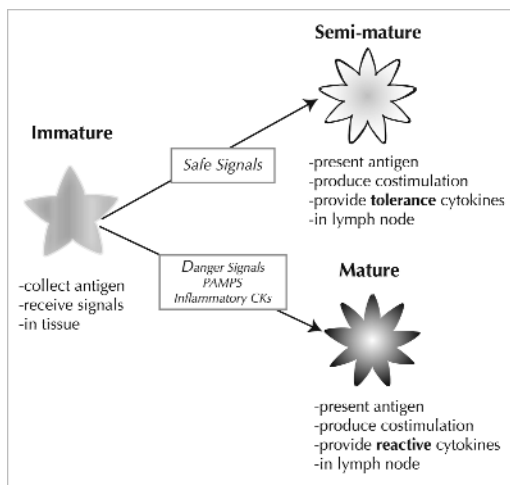 Semi-mature
Immature
Safe Signals
-present antigen
-produce costimulation
-provide tolerance cytokines
-in lymph node
Danger Signals
PAMPS
Inflammatory CKs
-collect antigen
-receive signals
-in tissue
Mature
-present antigen
-produce costimulation
-provide reactive cytokines
-in lymph node